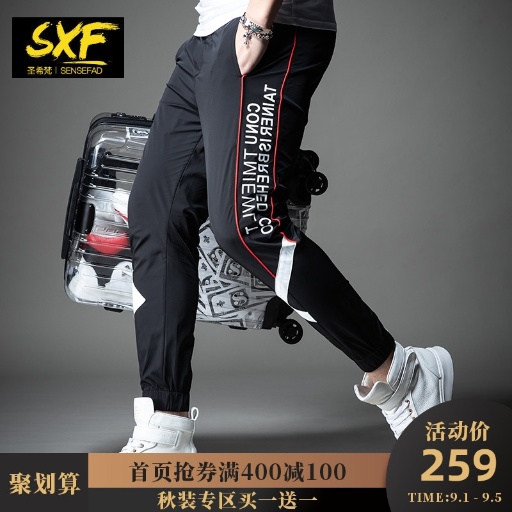 SXF
圣希梵 | SENSEFAD
聚划算
首页抢券满400减100
秋装专区买一送一
活动价
259
TIME:9.1 - 9.5